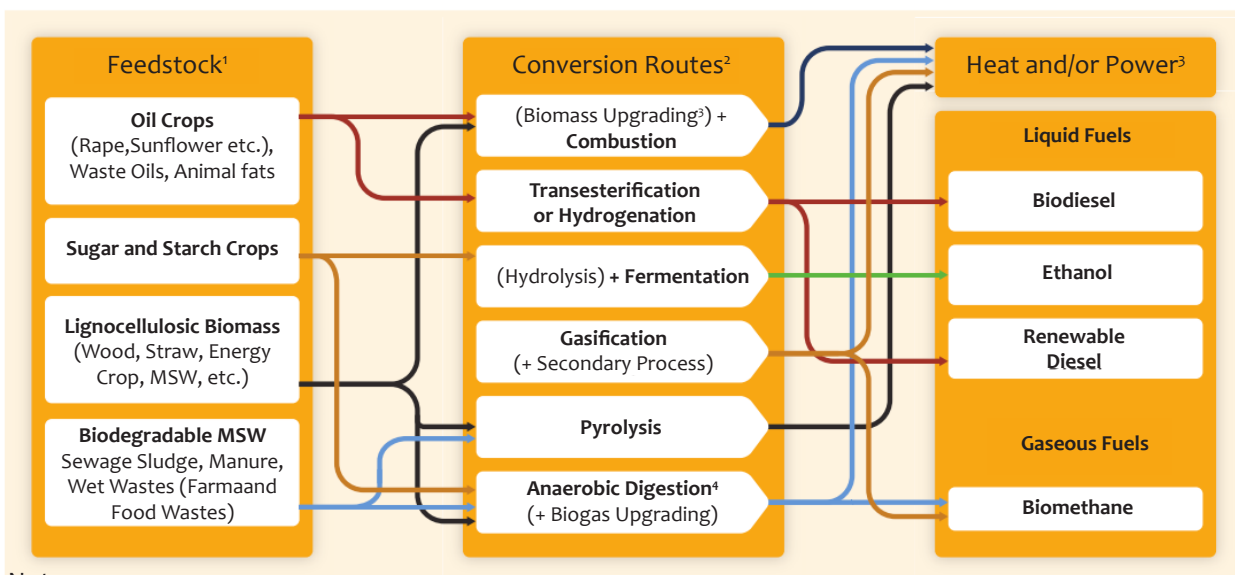 Feedstock¹
Oil Crops
(Rape,Sunflower etc.),
Waste Oils, Animal fats
Sugar and Starch Crops
Lignocellulosic Biomass
(Wood, Straw, Energy
Crop, MSW, etc.)
Biodegradable MSW
Sewage Sludge, Manure,
Wet Wastes (Farmaand
Food Wastes)
Conversion Routes²
(Biomass Upgrading³) +
Combustion
Transesterification
or Hydrogenation
(Hydrolysis) + Fermentation
Gasification
(+ Secondary Process)
Pyrolysis
Anaerobic Digestion⁴
(+ Biogas Upgrading)
Heat and/or Power³
Liquid Fuels
Biodiesel
Ethanol
Renewable
Diesel
Gaseous Fuels
Biomethane